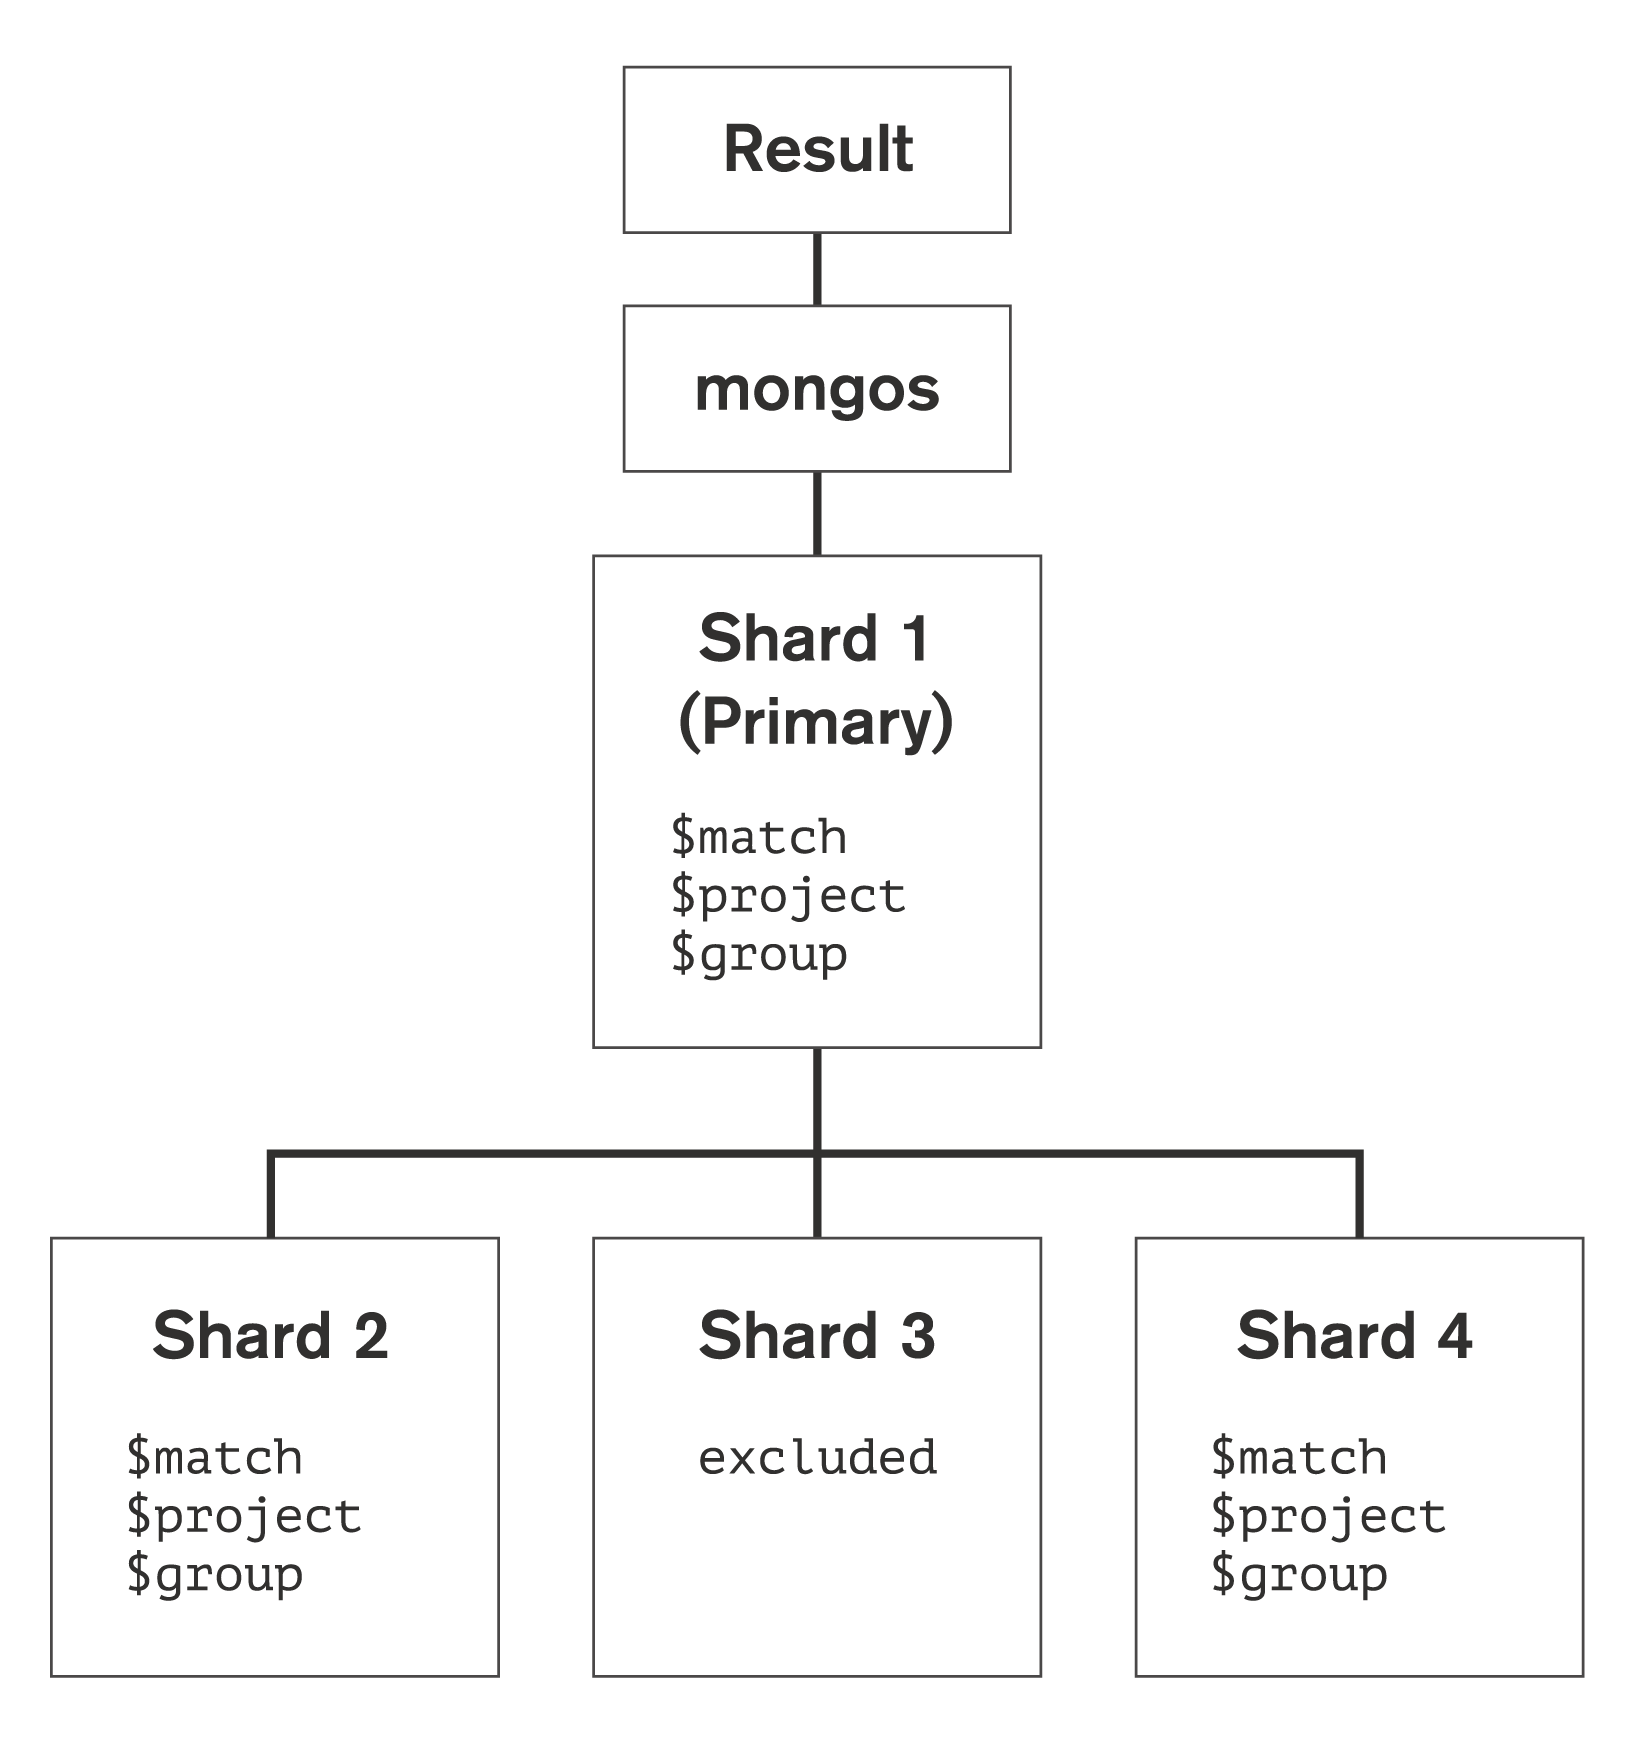 Result
mongos
Shard 1
(Primary)
$match
$project
$group
Shard 2
$match
$project
$group
Shard 3
excluded
Shard 4
$match
$project
$group